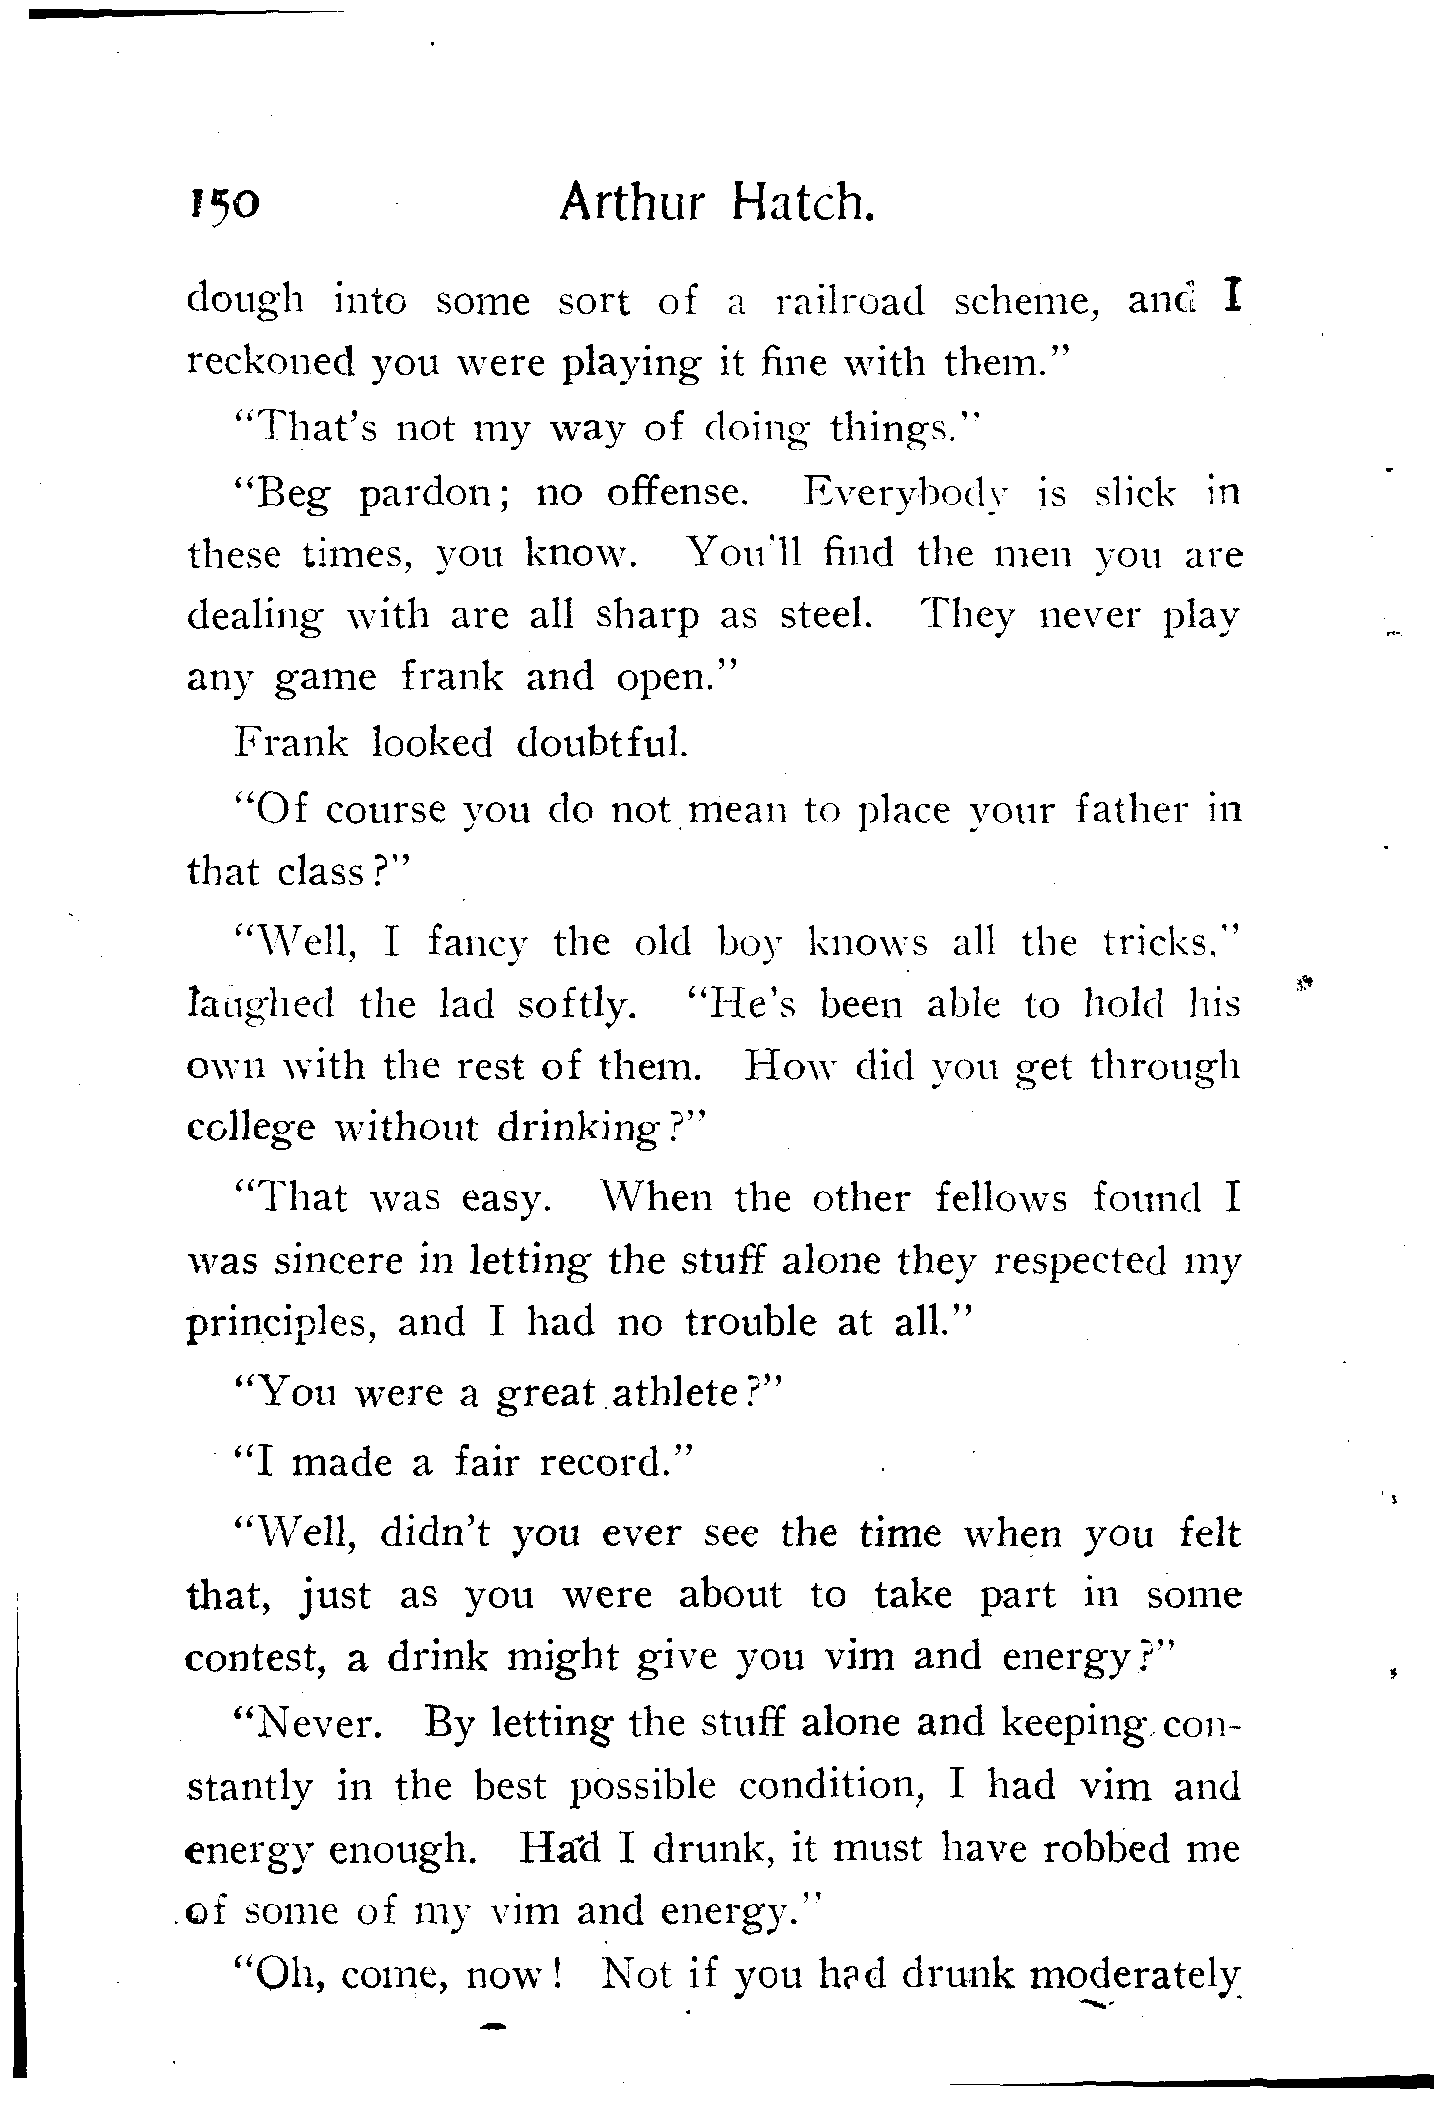 150 Arthur Hatch.
dough into some sort of a railroad scheme, and I
reckoned you were playing it fine with them."
"That's not my way of doing things."
"Beg pardon; no offense. Everybody is slick in
these times, you know. You'll find the men you are
dealing with are all sharp as steel. They never play
any game frank and open."
Frank looked doubtful.
"Of course you do not mean to place your father in
that class?"
"Well, I fancy the old boy knows all the tricks,"
laughed the lad softly. "He's been able to hold his
own with the rest of them. How did you get through
college without drinking?"
"That was easy. When the other fellows found I
was sincere in letting the stuff alone they respected my
principles, and I had no trouble at all."
"You were a great athlete?"
"I made a fair record."
"Well, didn't you ever see the time when you felt
that, just as you were about to take part in some
contest, a drink might give you vim and energy?"
"Never. By letting the stuff alone and keeping con-
stantly in the best possible condition, I had vim and
energy enough. Had I drunk, it must have robbed me
of some of my vim and energy."
"Oh, come, now! Not if you had drunk moderately